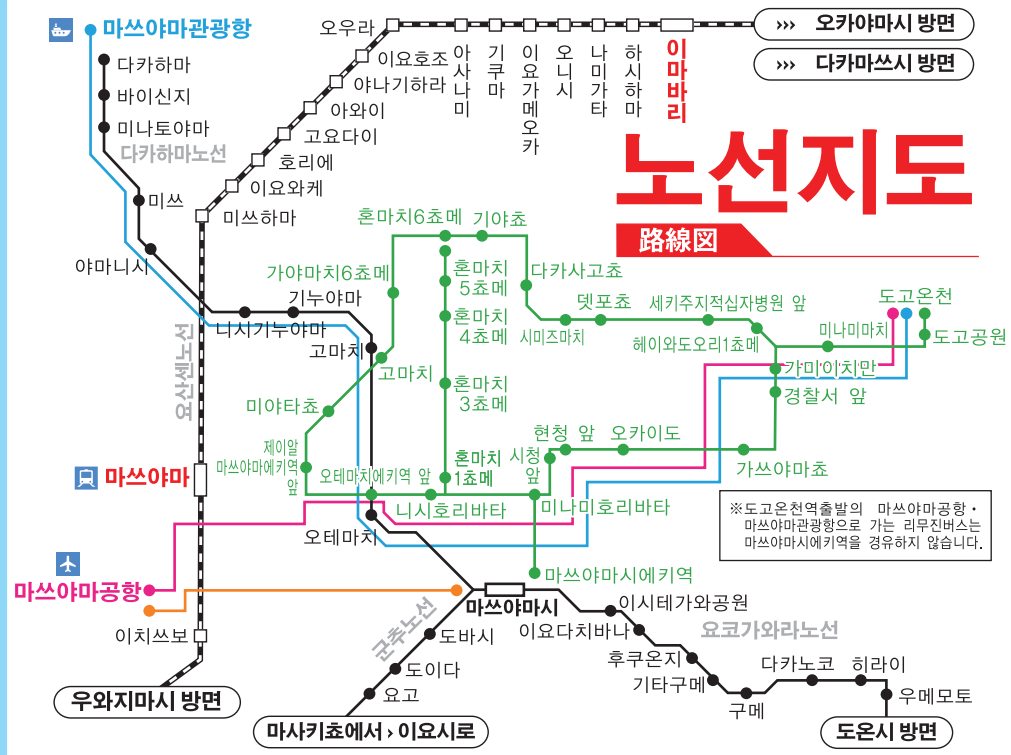 노선지도
路線図
››› 오카야마시 방면
››› 다카마쓰시 방면
마쓰야마관광항
다카하마
바이신지
미나토야마
다카하마노선
미쓰
야마니시
니시기누야마
기누야마
고마치
오우라
이요호조
야나기하라
아와이
고요다이
호리에
이요와케
미쓰하마
아사나미
기쿠마
이요가메오카
오니시
나미가타
하시하마
이마바리
요산센노선
혼마치6쵸메
기야쵸
가야마치6쵸메
혼마치
5쵸메
혼마치
4쵸메
혼마치
3쵸메
혼마치
1쵸메
다카사고쵸
시미즈마치
뎃포쵸
세키주지적십자병원 앞
헤이와도오리1쵸메
미나미마치
도고온천
도고공원
가미이치만
경찰서 앞
고마치
미야타쵸
제이알
마쓰야마에키역
앞
오테마치에키역 앞
시청
앞
현청 앞
오카이도
가쓰야마쵸
니시호리바타
미나미호리바타
마쓰야마시에키역
마쓰야마
오테마치
※도고온천역출발의 마쓰야마공항・
마쓰야마관광항으로 가는 리무진버스는
마쓰야마시에키역을 경유하지 않습니다.
마쓰야마공항
이치쓰보
우와지마시 방면
군추노선
도바시
도이다
요고
마사키쵸에서 › 이요시로
마쓰야마시
이시테가와공원
이요다치바나
요코가와라노선
후쿠온지
기타구메
구메
다카노코
히라이
우메모토
도온시 방면